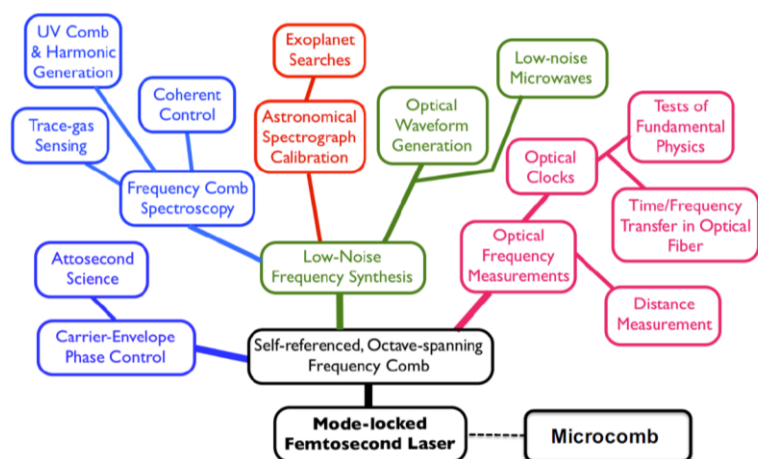 UV Comb
& Harmonic
Generation
Exoplanet
Searches
Low-noise
Microwaves
Coherent
Control
Trace-gas
Sensing
Astronomical
Spectrograph
Calibration
Optical
Waveform
Generation
Tests of
Fundamental
Physics
Optical
Clocks
Frequency Comb
Spectroscopy
Time/Frequency
Transfer in Optical
Fiber
Attosecond
Science
Low-Noise
Frequency Synthesis
Optical
Frequency
Measurements
Distance
Measurement
Carrier-Envelope
Phase Control
Self-referenced, Octave-spanning
Frequency Comb
Mode-locked
Femtosecond Laser
Microcomb